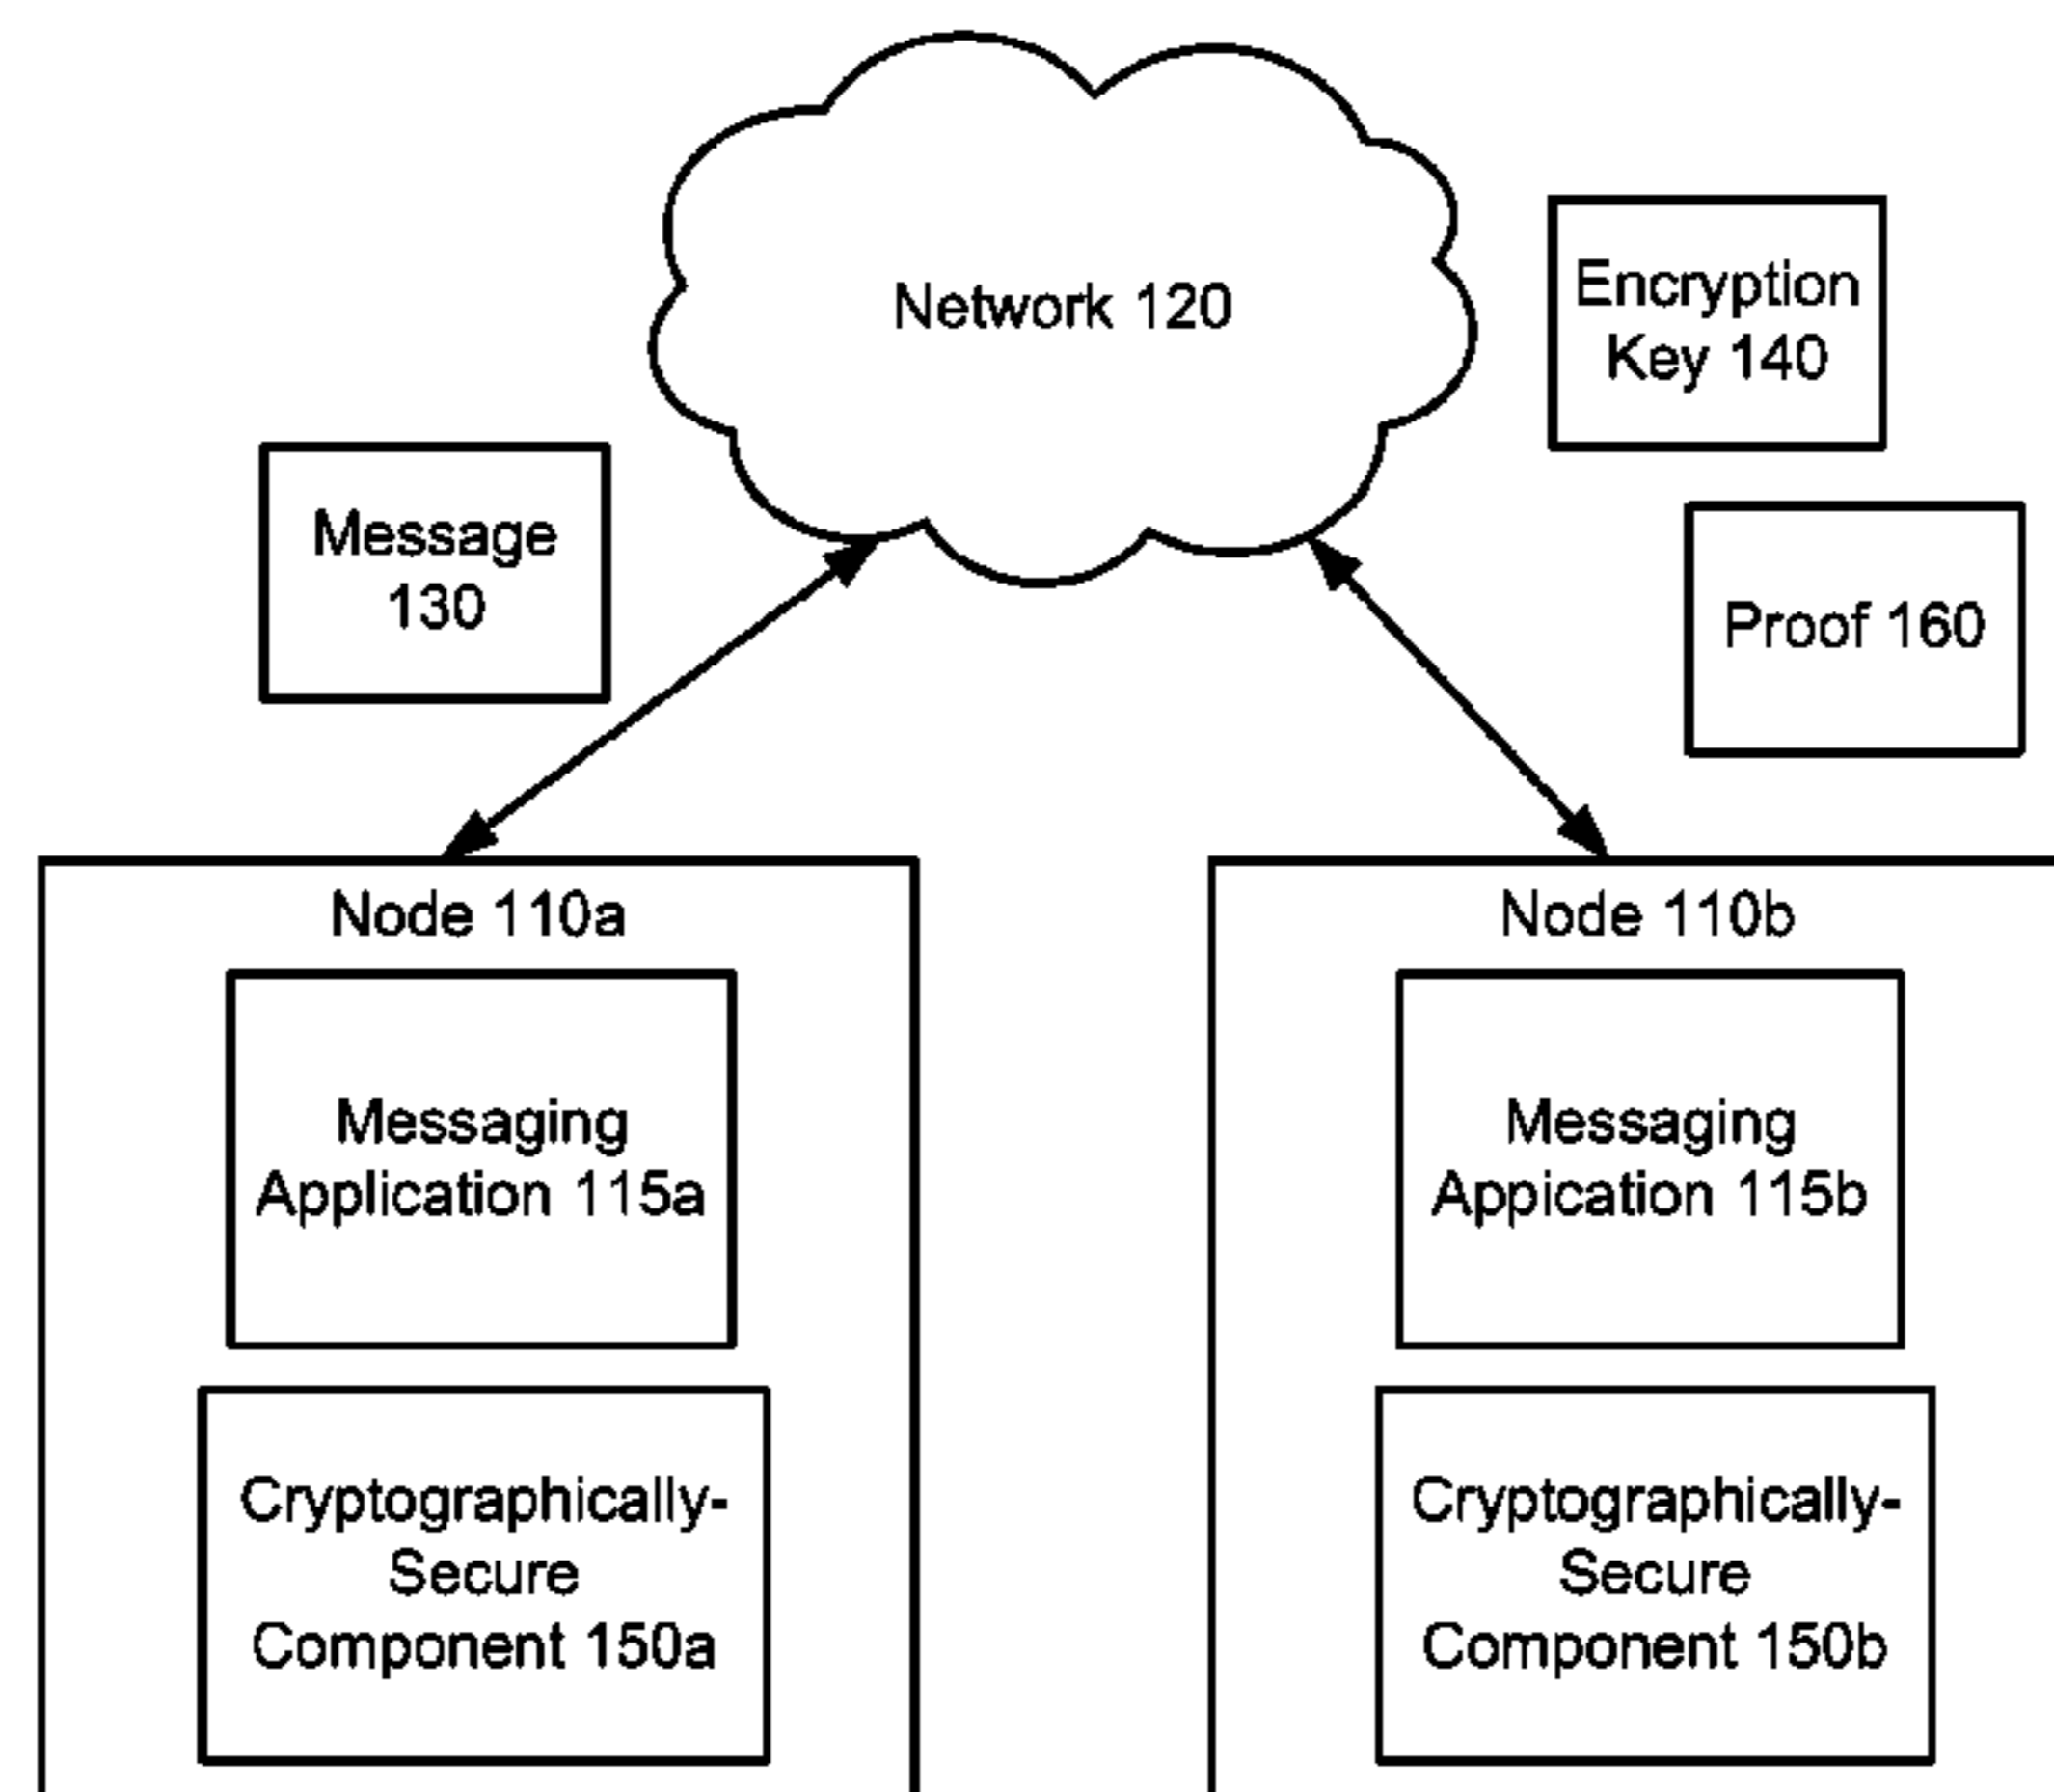 Network 120
Encryption
Key 140
Message
130
Proof 160
Node 110a
Messaging
Application 115a
Cryptographically-
Secure
Component 150a
Node 110b
Messaging
Appication 115b
Cryptographically-
Secure
Component 150b